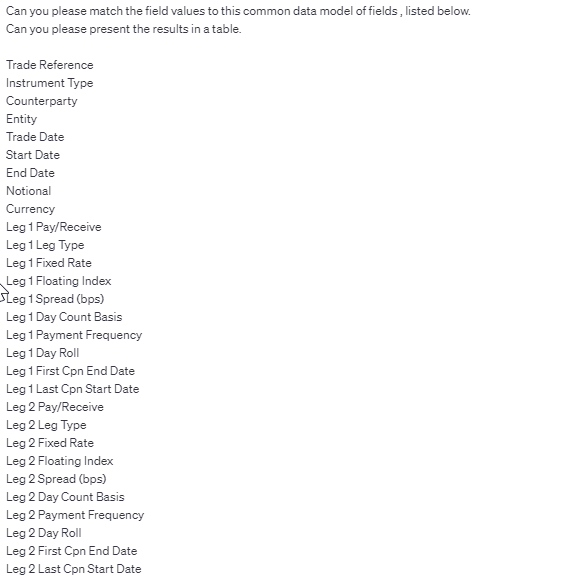 Can you please match the field values to this common data model of fields, listed below.
Can you please present the results in a table.
Trade Reference
Instrument Type
Counterparty
Entity
Trade Date
Start Date
End Date
Notional
Currency
Leg 1 Pay/Receive
Leg 1 Leg Type
Leg 1 Fixed Rate
Leg 1 Floating Index
Leg 1 Spread (bps)
Leg 1 Day Count Basis
Leg 1 Payment Frequency
Leg 1 Day Roll
Leg 1 First Cpn End Date
Leg 1 Last Cpn Start Date
Leg 2 Pay/Receive
Leg 2 Leg Type
Leg 2 Fixed Rate
Leg 2 Floating Index
Leg 2 Spread (bps)
Leg 2 Day Count Basis
Leg 2 Payment Frequency
Leg 2 Day Roll
Leg 2 First Cpn End Date
Leg 2 Last Cpn Start Date